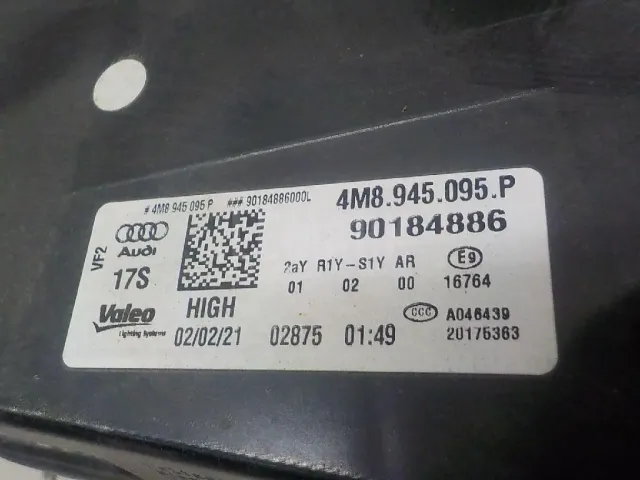 # 4M8 945 095 P ### 90184886000L
4M8.945.095.P
90184886
VF2
Audi
17S
2aY R1Y-S1Y AR
01 02 00
E9
16764
Valeo
Lighting Systems
HIGH
02/02/21 02875 01:49
CCC A046439
20175363